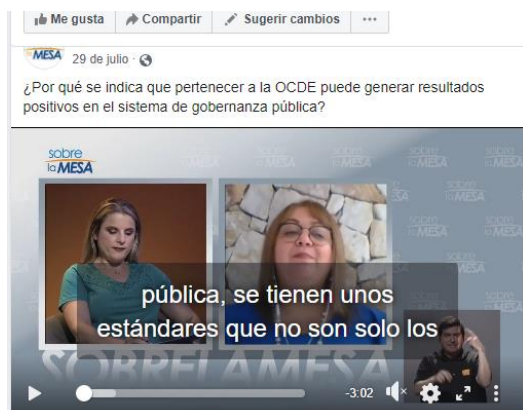 Me gusta Compartir Sugerir cambios ...
MESA 29 de julio ·
¿Por qué se indica que pertenecer a la OCDE puede generar resultados
positivos en el sistema de gobernanza pública?
sobre
la MESA
pública, se tienen unos
estándares que no son solo los
SOBRELAMESA
-3:02